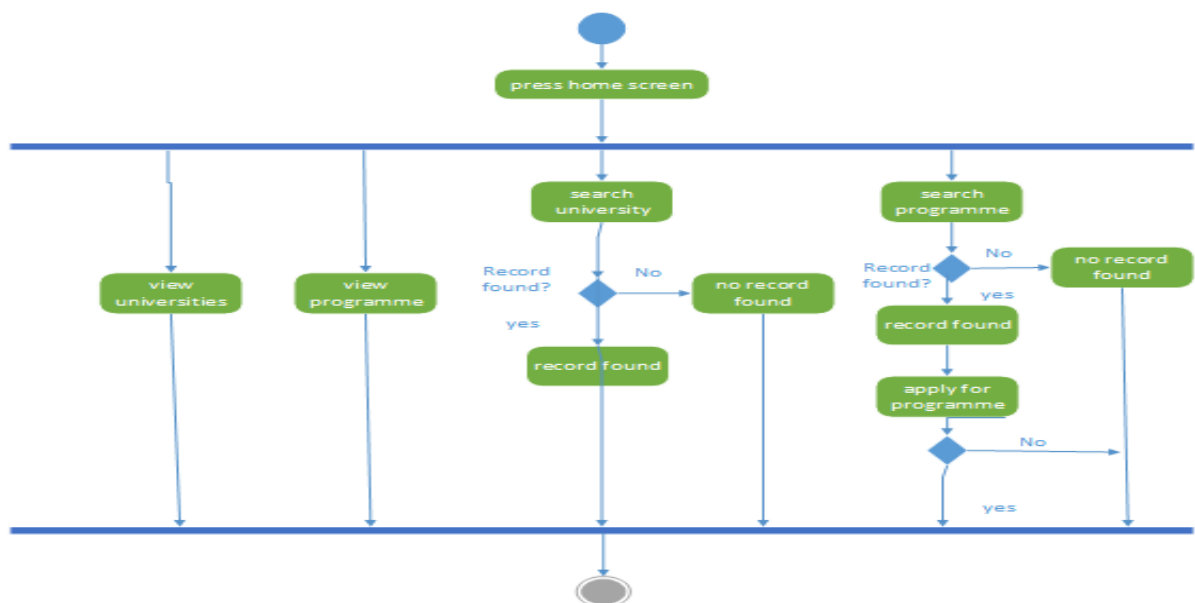 press home screen
search
university
search
programme
view
universities
view
programme
Record
found?
No
no record
found
yes
record found
Record
found?
No
no record
found
yes
record found
apply for
programme
No
yes